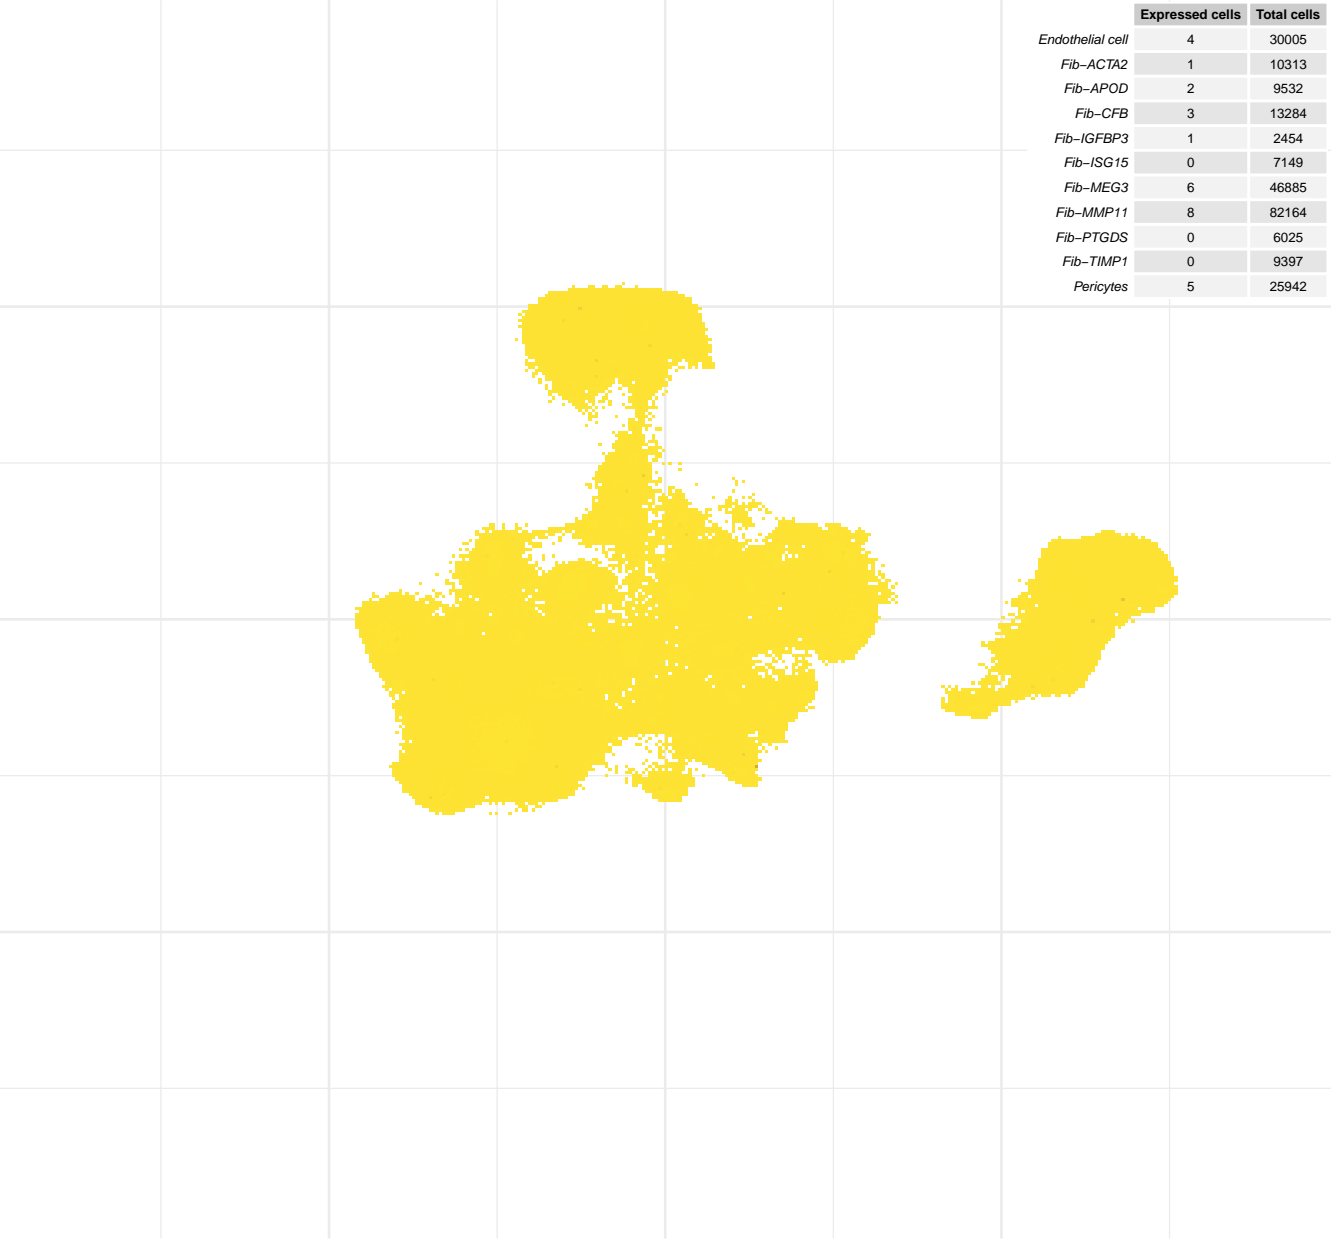 Expressed cells Total cells
Endothelial cell 4 30005
Fib−ACTA2 1 10313
Fib−APOD 2 9532
Fib−CFB 3 13284
Fib−IGFBP3 1 2454
Fib−ISG15 0 7149
Fib−MEG3 6 46885
Fib−MMP11 8 82164
Fib−PTGDS 0 6025
Fib−TIMP1 0 9397
Pericytes 5 25942